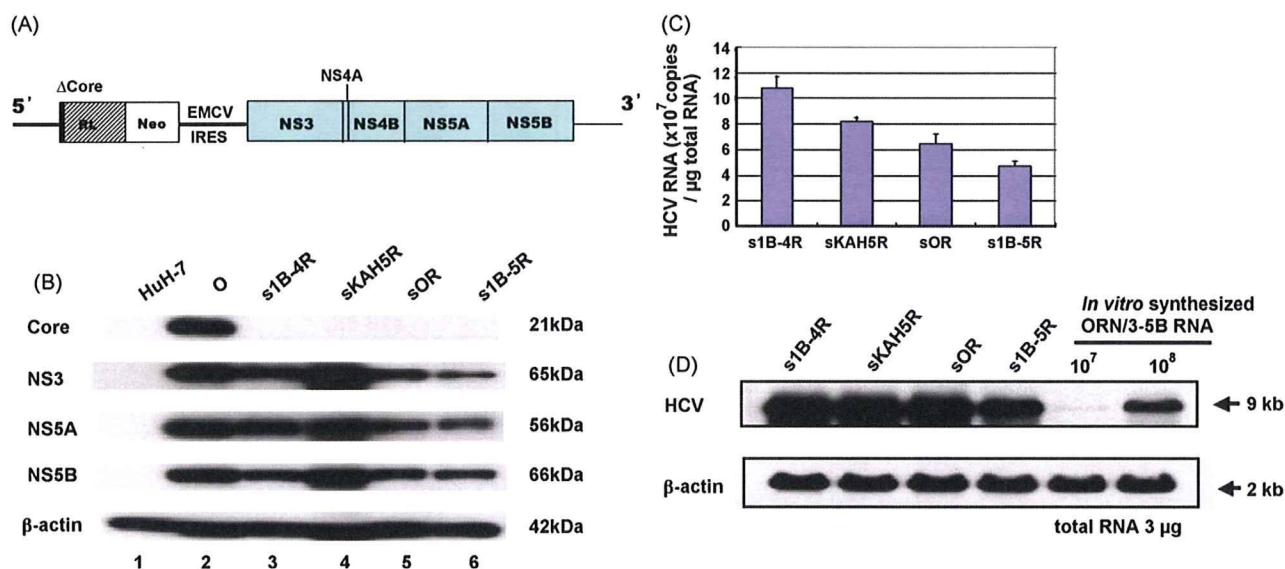 (A)
ΔCore
NS4A
5'
RL
Neo
EMCV
IRES
NS3
NS4B
NS5A
NS5B
3'
(B)
HuH-7
O
s1B-4R
sKAH5R
sOR
s1B-5R
Core
21kDa
NS3
65kDa
NS5A
56kDa
NS5B
66kDa
β-actin
42kDa
1 2 3 4 5 6
(C)
HCV RNA (x10⁷copies
/ μg total RNA)
14
12
10
8
6
4
2
0
s1B-4R
sKAH5R
sOR
s1B-5R
(D)
s1B-4R
sKAH5R
sOR
s1B-5R
In vitro synthesized
ORN/3-5B RNA
10⁷
10⁸
HCV
9 kb
β-actin
2 kb
total RNA 3 μg